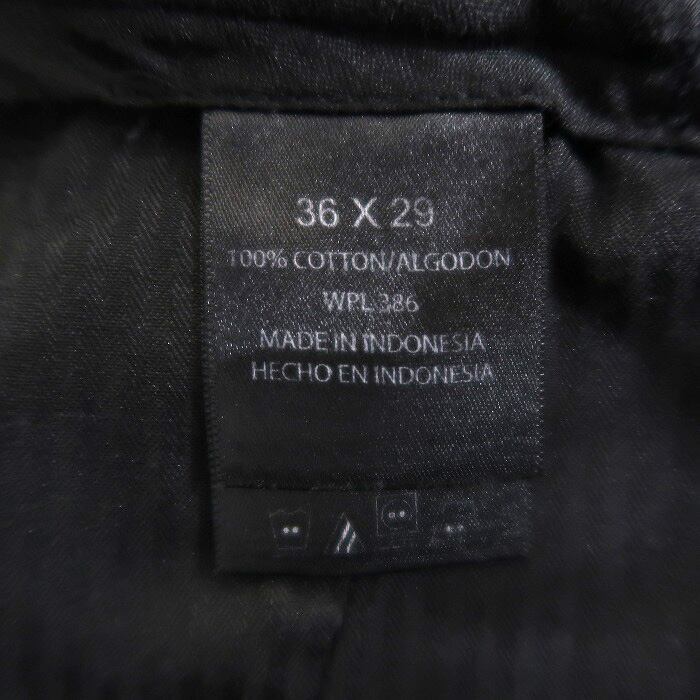 36 X 29
100% COTTON/ALGODON
WPL 386
MADE IN INDONESIA
HECHO EN INDONESIA